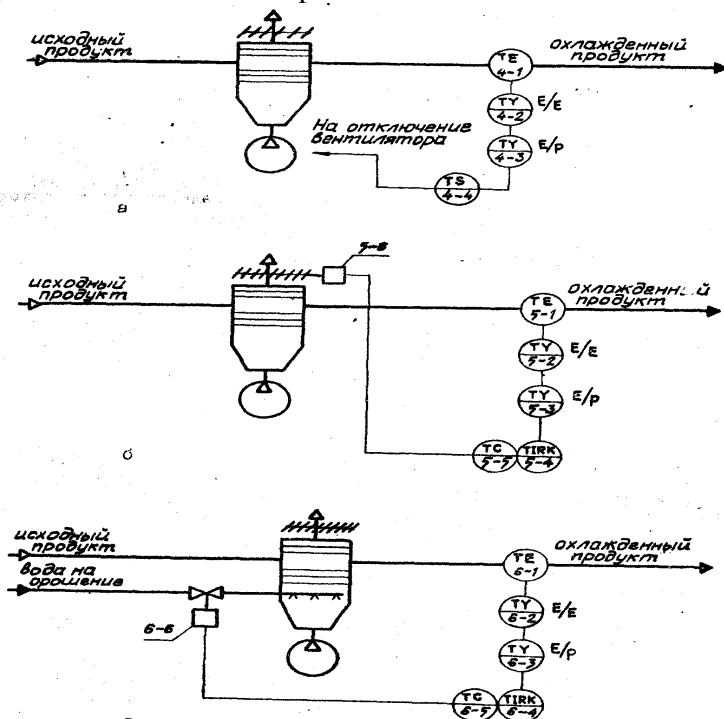 исходный
продукт
охлажденный
продукт
TE
4-1
TY
4-2
E/E
TY
4-3
E/P
На отключение
вентилятора
TS
4-4
а
5-6
исходный
продукт
охлажденный
продукт
TE
5-1
TY
5-2
E/E
TY
5-3
E/P
TC
5-5
TIRK
5-4
б
исходный
продукт
вода на
орошение
охлажденный
продукт
TE
6-1
TY
6-2
E/E
TY
6-3
E/P
6-6
TC
6-5
TIRK
6-4